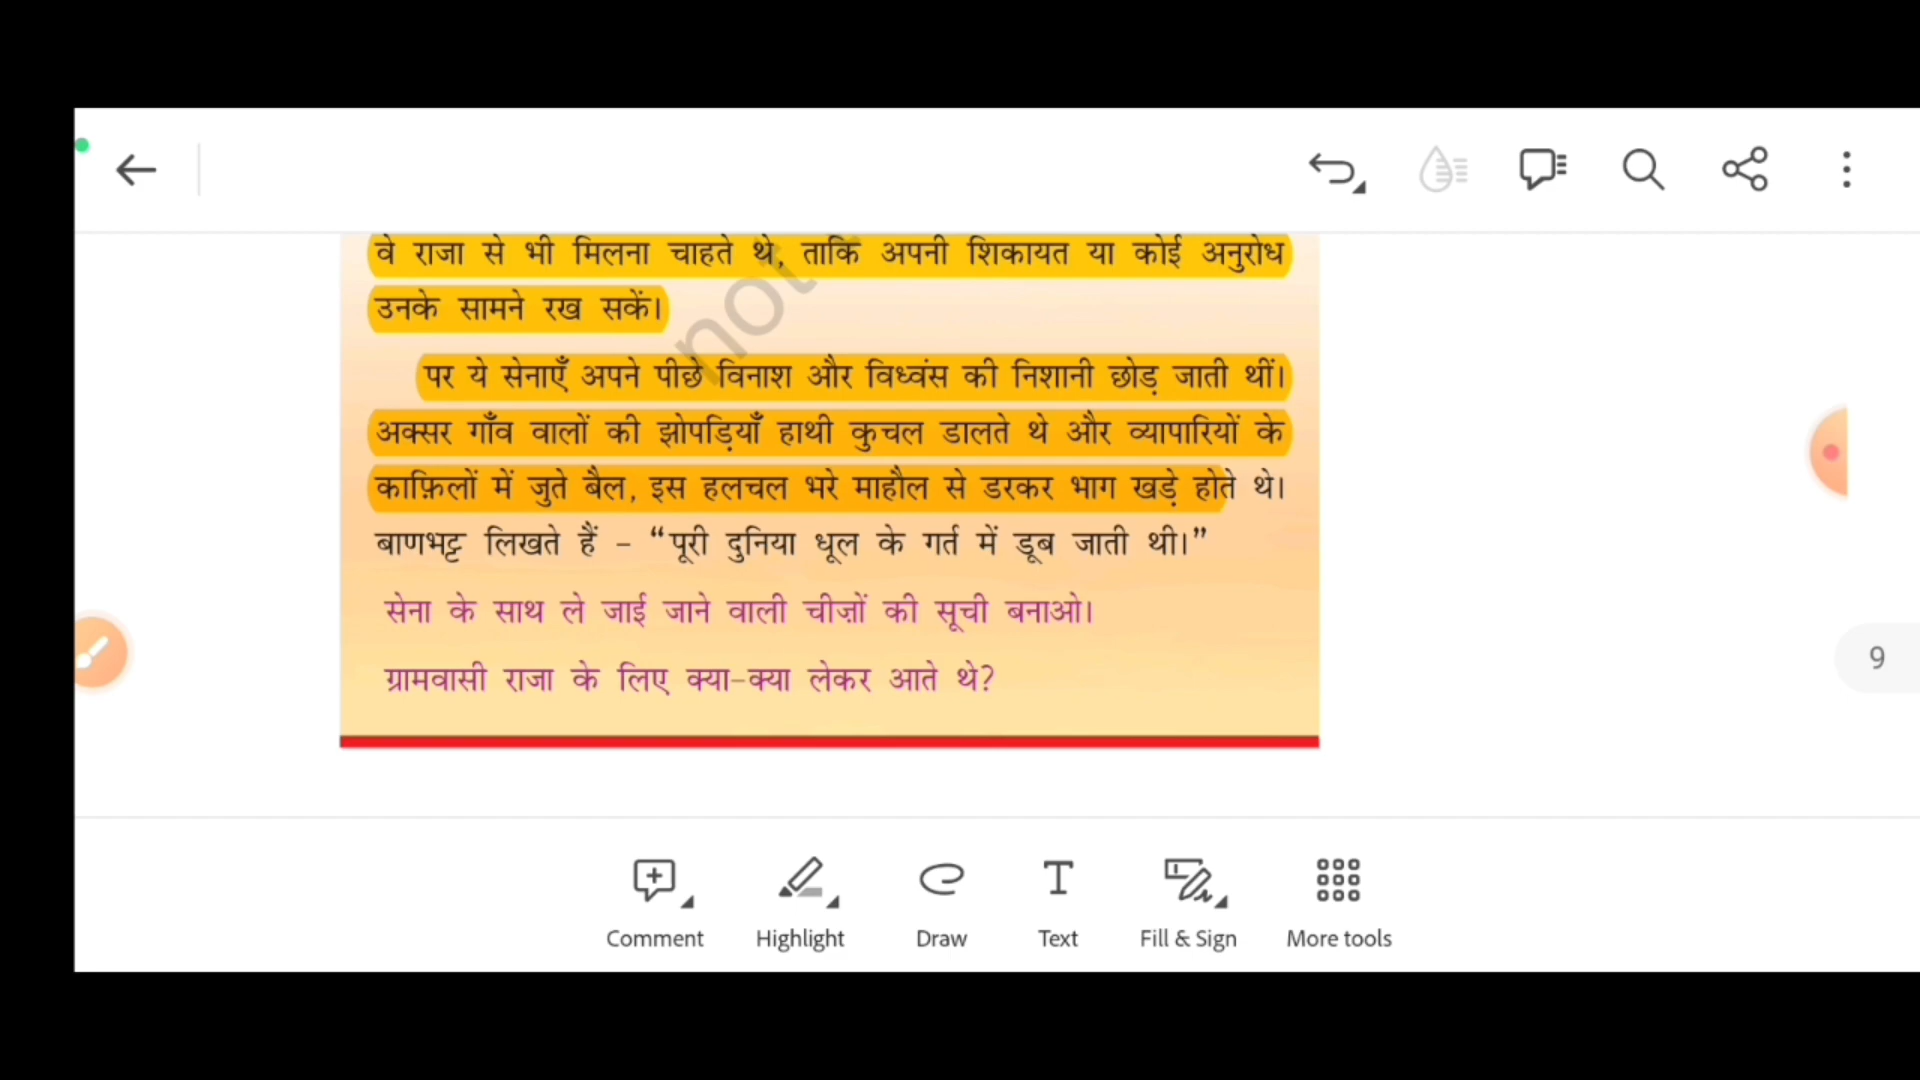 वे राजा से भी मिलना चाहते थे, ताकि अपनी शिकायत या कोई अनुरोध
उनके सामने रख सकें।
not
पर ये सेनाएँ अपने पीछे विनाश और विध्वंस की निशानी छोड़ जाती थीं।
अक्सर गाँव वालों की झोपड़ियाँ हाथी कुचल डालते थे और व्यापारियों के
काफ़िलों में जुते बैल, इस हलचल भरे माहौल से डरकर भाग खड़े होते थे।
बाणभट्ट लिखते हैं – “पूरी दुनिया धूल के गर्त में डूब जाती थी।”
सेना के साथ ले जाई जाने वाली चीज़ों की सूची बनाओ।
ग्रामवासी राजा के लिए क्या-क्या लेकर आते थे?
9
Comment Highlight Draw Text Fill & Sign More tools